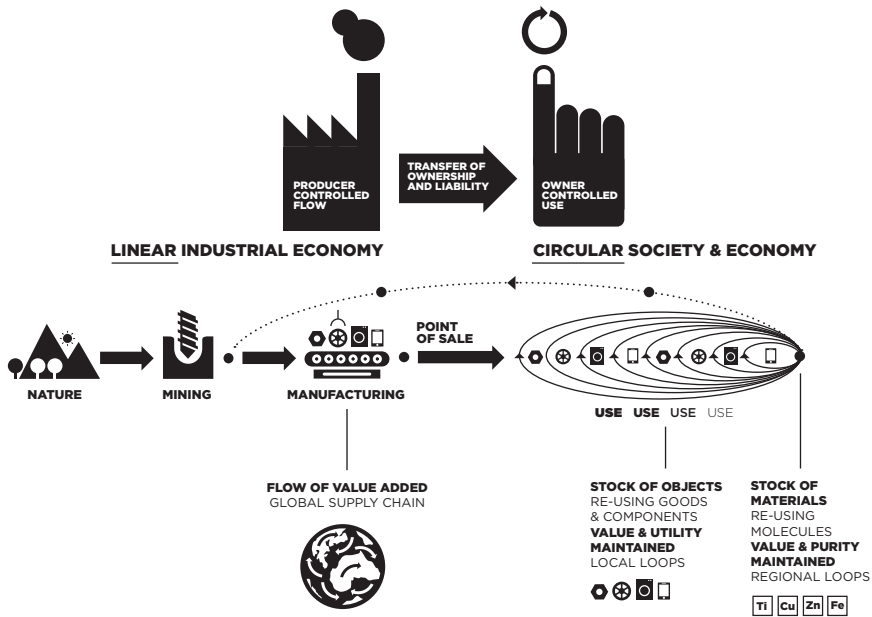 PRODUCER
CONTROLLED
FLOW
TRANSFER OF
OWNERSHIP
AND LIABILITY
OWNER
CONTROLLED
USE
LINEAR INDUSTRIAL ECONOMY
CIRCULAR SOCIETY & ECONOMY
POINT
OF SALE
NATURE
MINING
MANUFACTURING
USE USE USE USE
FLOW OF VALUE ADDED
GLOBAL SUPPLY CHAIN
STOCK OF OBJECTS
RE-USING GOODS
& COMPONENTS
VALUE & UTILITY
MAINTAINED
LOCAL LOOPS
STOCK OF
MATERIALS
RE-USING
MOLECULES
VALUE & PURITY
MAINTAINED
REGIONAL LOOPS
Ti Cu Zn Fe